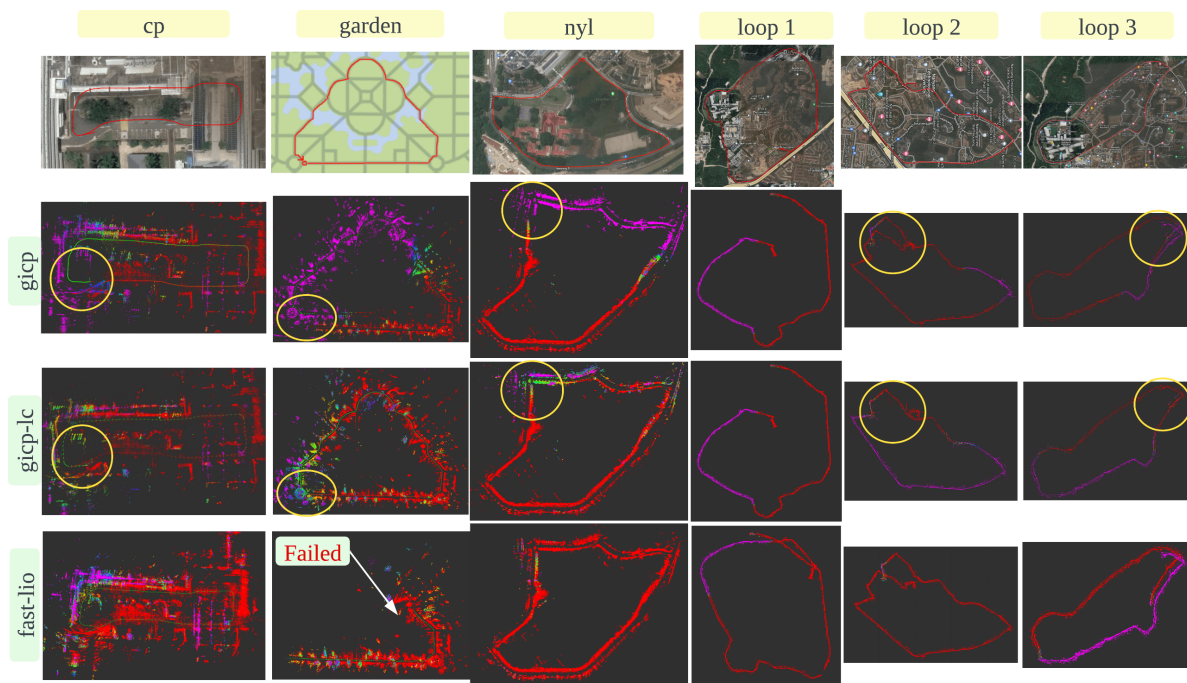 cp
garden
nyl
loop 1
loop 2
loop 3
gicp
gicp-lc
fast-lio
Failed